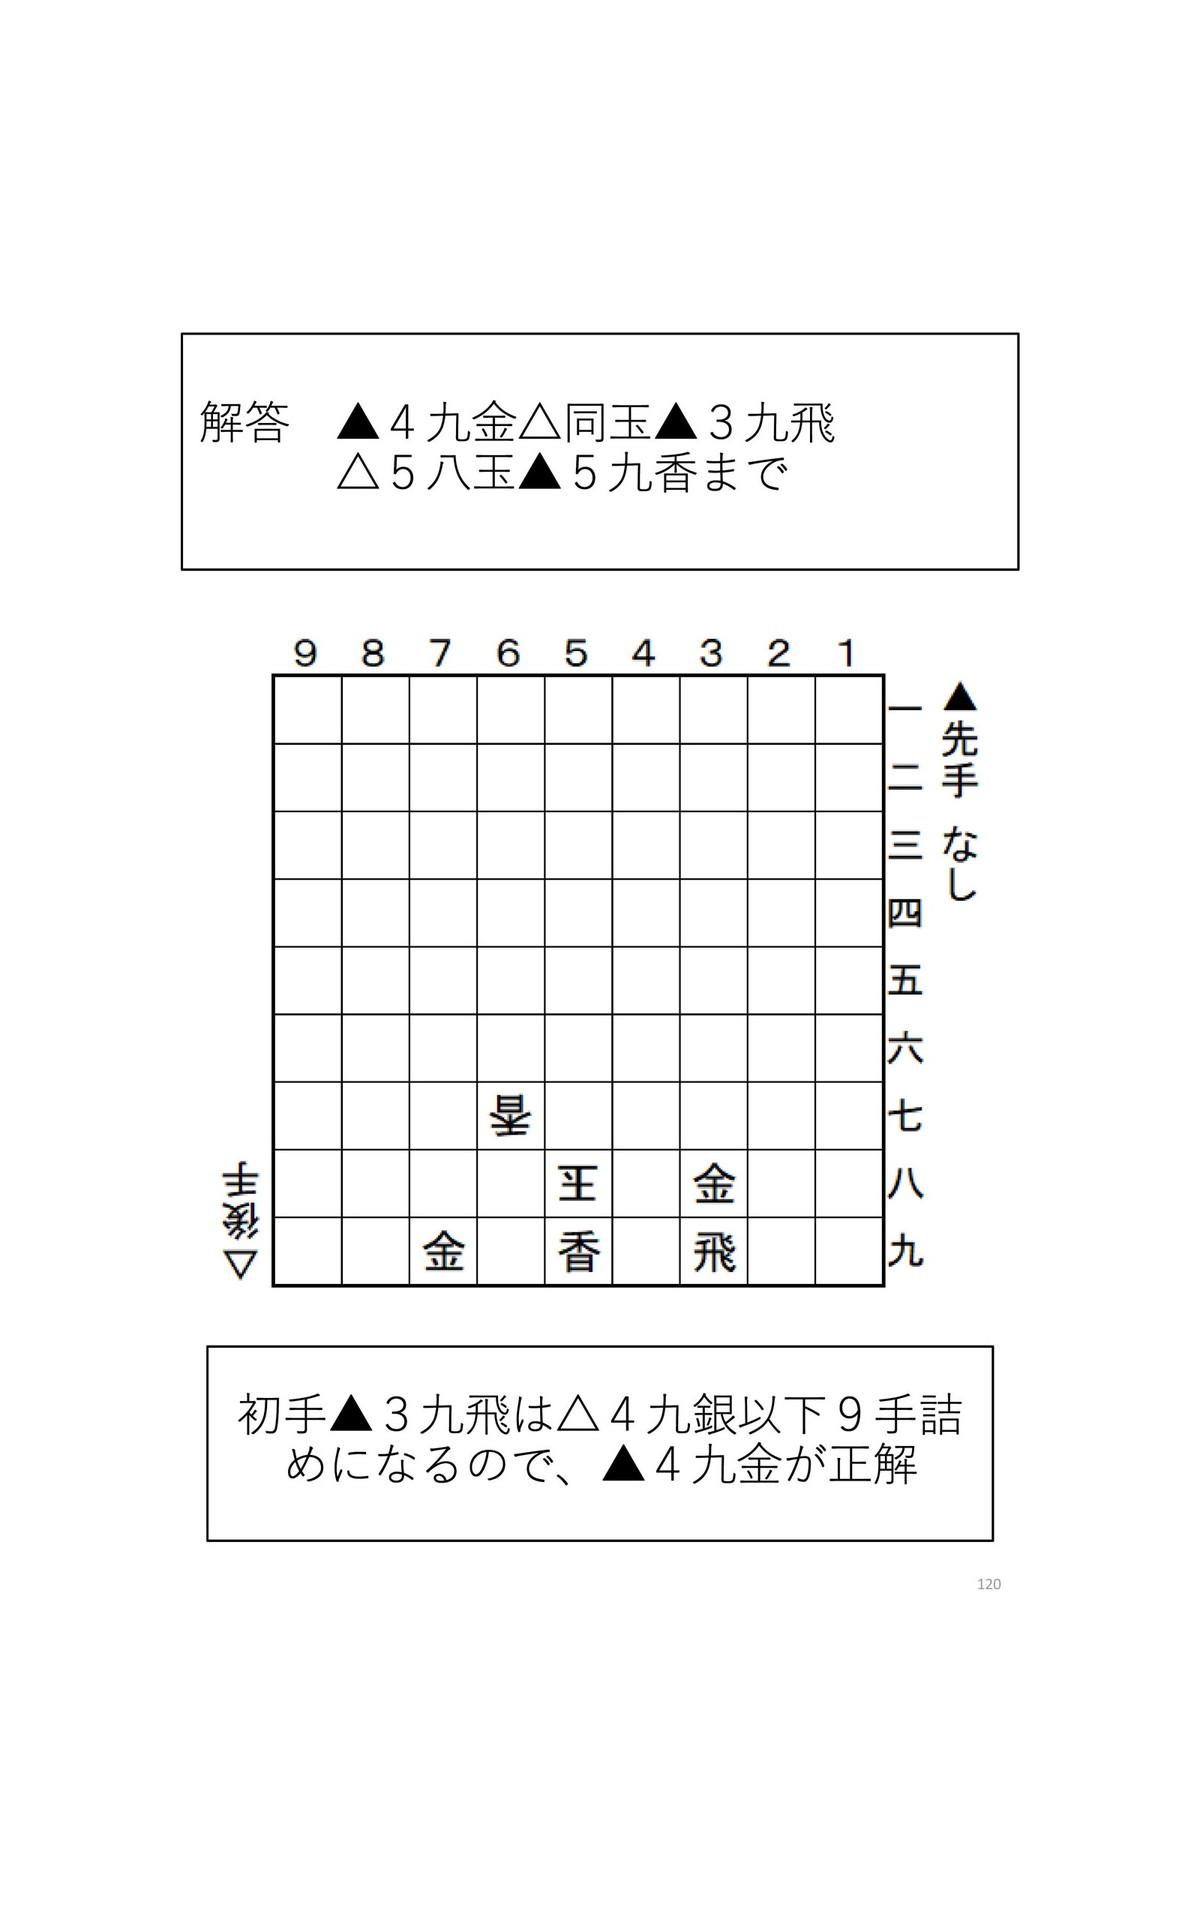 解答　▲４九金△同玉▲３九飛
△５八玉▲５九香まで
９ ８ ７ ６ ５ ４ ３ ２ １
一
二
三
四
五
六
七
八
九
▲先手 なし
△後手
香
王 金
金 香 飛
初手▲３九飛は△４九銀以下９手詰
めになるので、▲４九金が正解
120